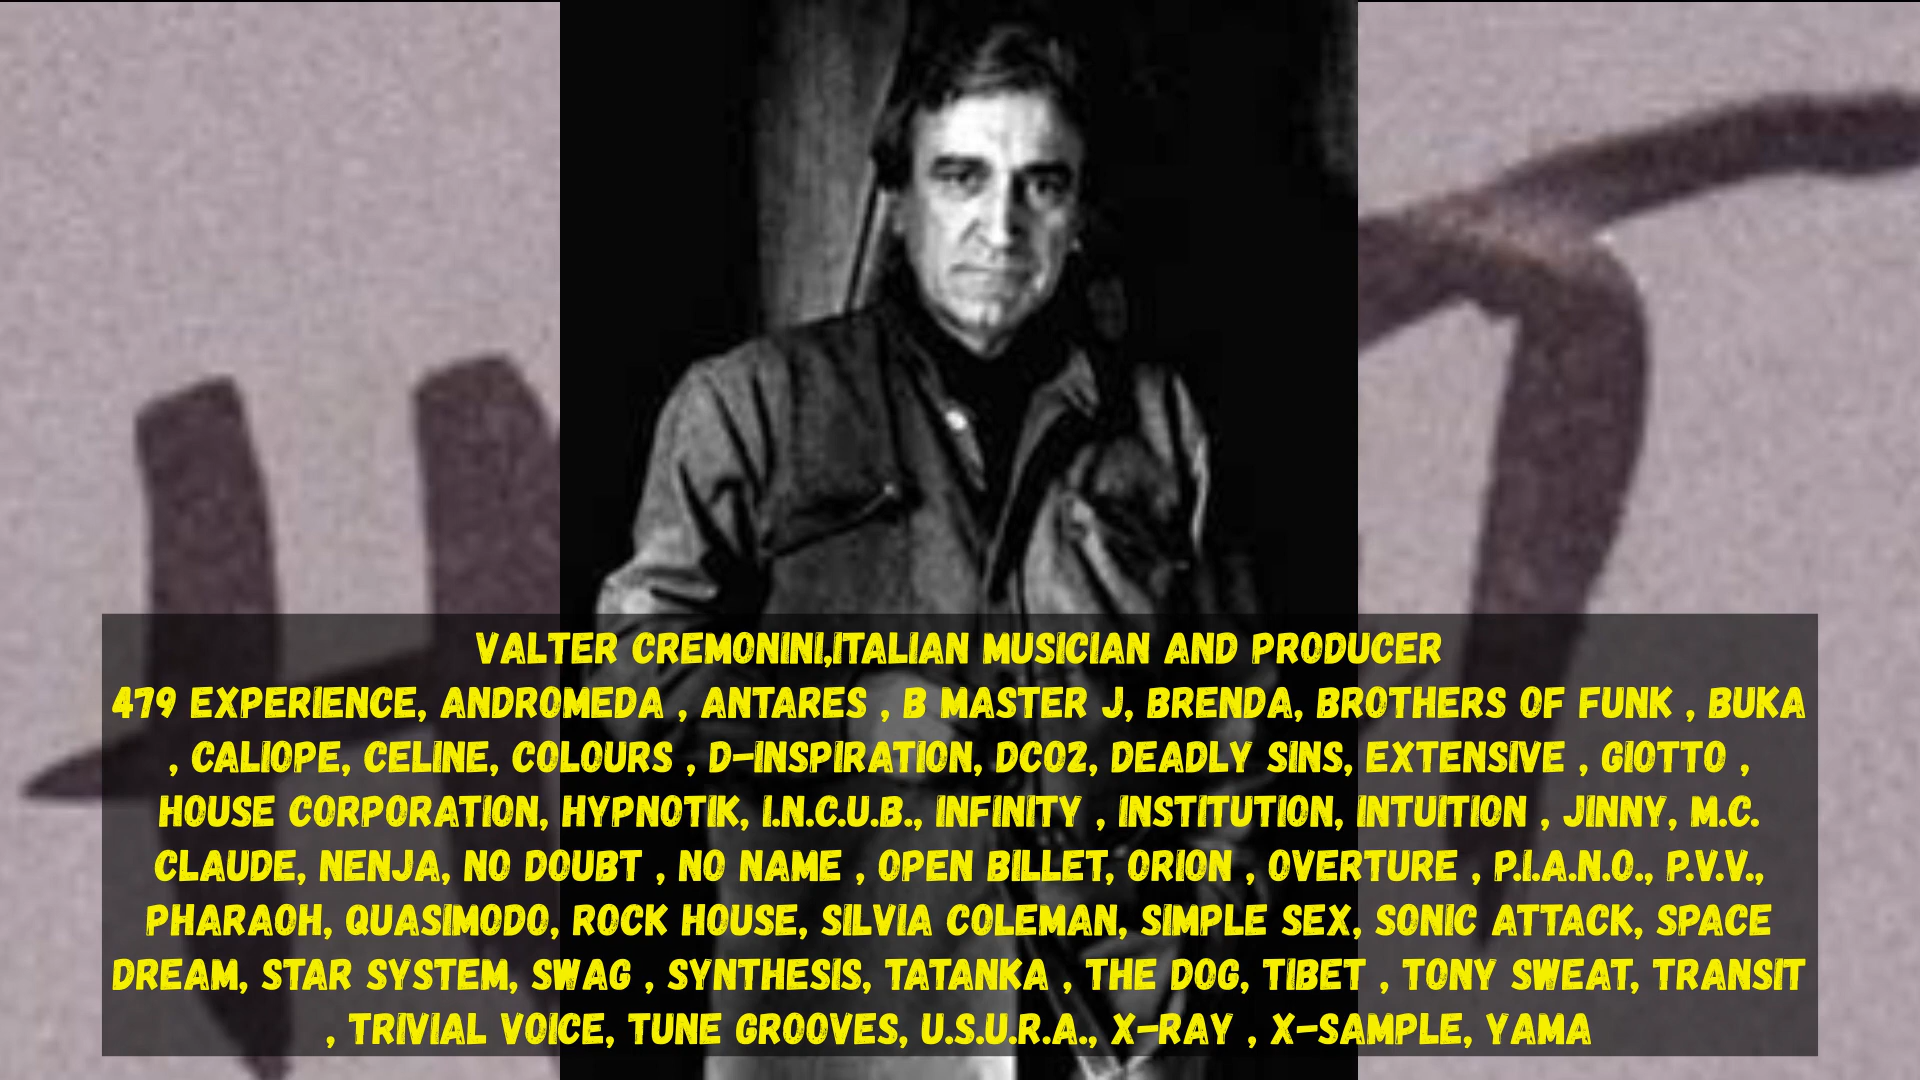 VALTER CREMONINI,ITALIAN MUSICIAN AND PRODUCER
479 EXPERIENCE, ANDROMEDA , ANTARES , B MASTER J, BRENDA, BROTHERS OF FUNK , BUKA
, CALIOPE, CELINE, COLOURS , D-INSPIRATION, DCO2, DEADLY SINS, EXTENSIVE , GIOTTO ,
HOUSE CORPORATION, HYPNOTIK, I.N.C.U.B., INFINITY , INSTITUTION, INTUITION , JINNY, M.C.
CLAUDE, NENJA, NO DOUBT , NO NAME , OPEN BILLET, ORION , OVERTURE , P.I.A.N.O., P.V.V.,
PHARAOH, QUASIMODO, ROCK HOUSE, SILVIA COLEMAN, SIMPLE SEX, SONIC ATTACK, SPACE
DREAM, STAR SYSTEM, SWAG , SYNTHESIS, TATANKA , THE DOG, TIBET , TONY SWEAT, TRANSIT
, TRIVIAL VOICE, TUNE GROOVES, U.S.U.R.A., X-RAY , X-SAMPLE, YAMA